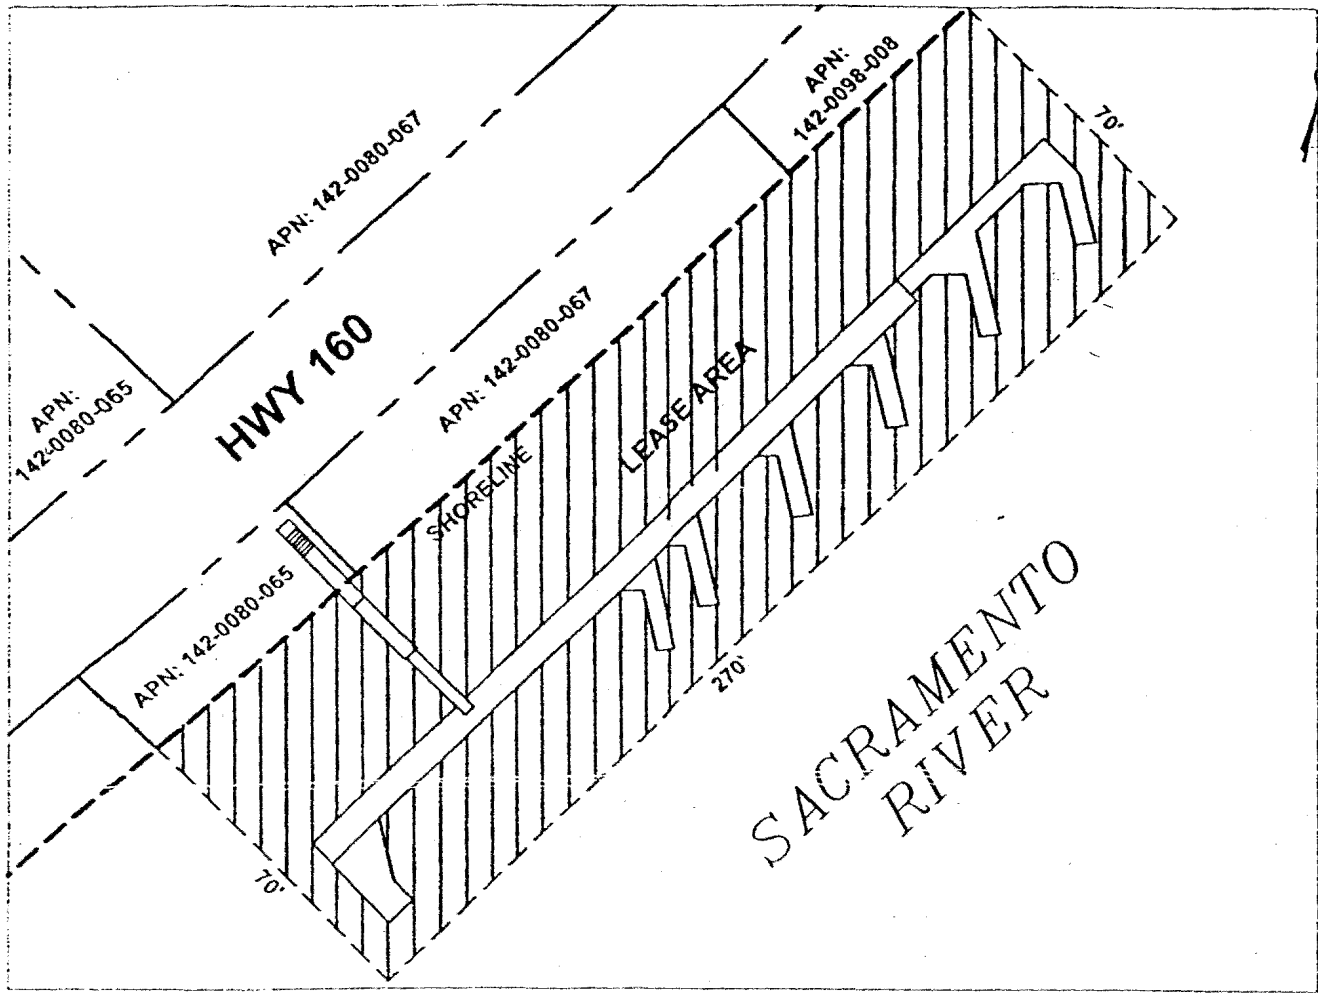 APN:
142-0098-008
70'
APN: 142-0080-067
HWY 160
APN: 142-0080-067
LEASE AREA
APN:
142-0080-065
SHORELINE
APN: 142-0080-065
270'
SACRAMENTO
RIVER
70'